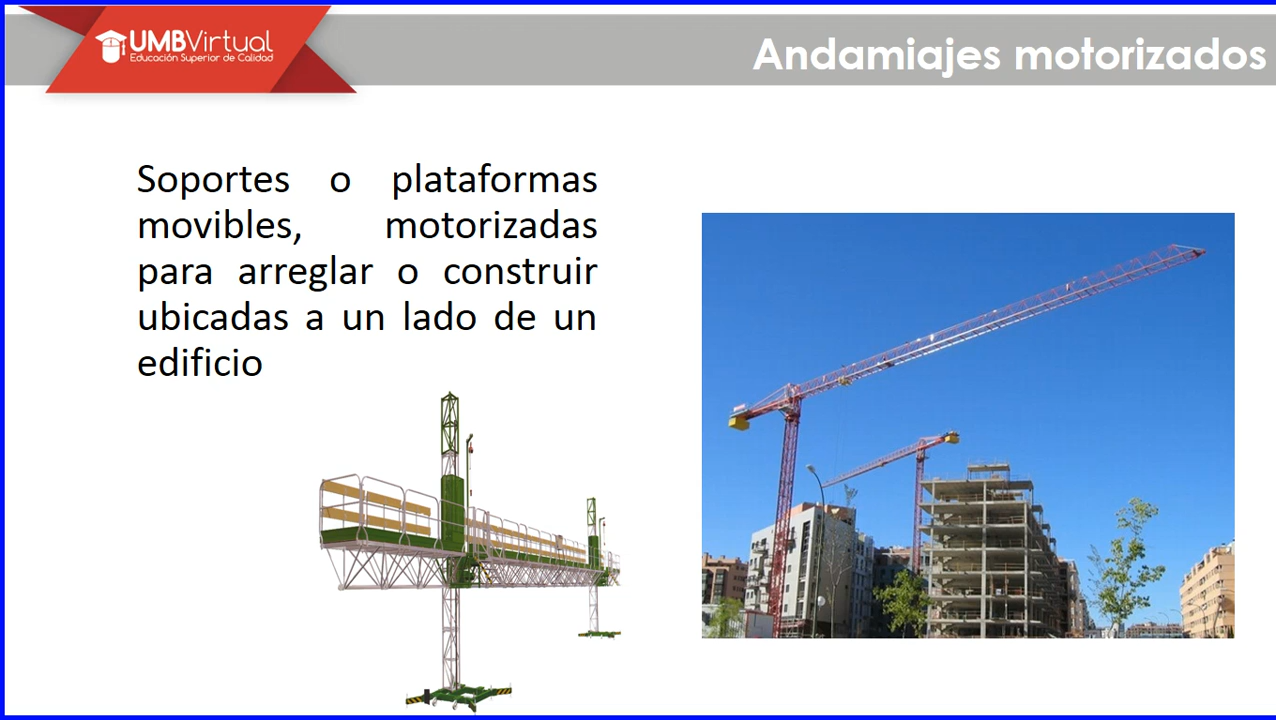 UMBVirtual
Educación Superior de Calidad
Andamiajes motorizados
Soportes o plataformas
movibles, motorizadas
para arreglar o construir
ubicadas a un lado de un
edificio